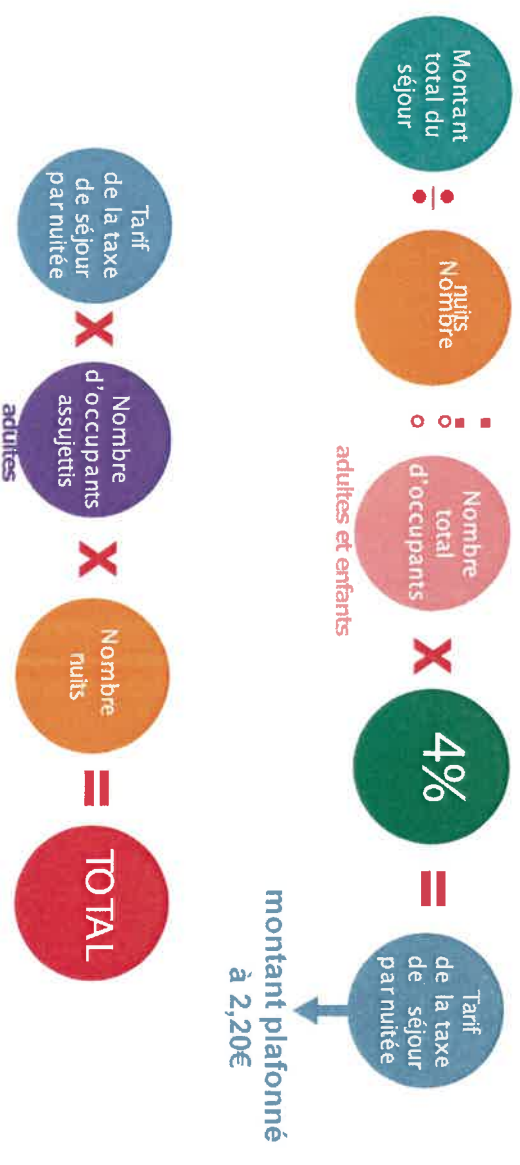 Montant
total du
séjour
÷
nuits
Nombre
Nombre
total
d'occupants
adultes et enfants
X
4%
=
Tarif
de la taxe
de séjour
par nuitée
montant plafonné
à 2,20€
Tarif
de la taxe
de séjour
par nuitée
X
Nombre
d'occupants
assujettis
adultes
X
Nombre
nuits
=
TOTAL